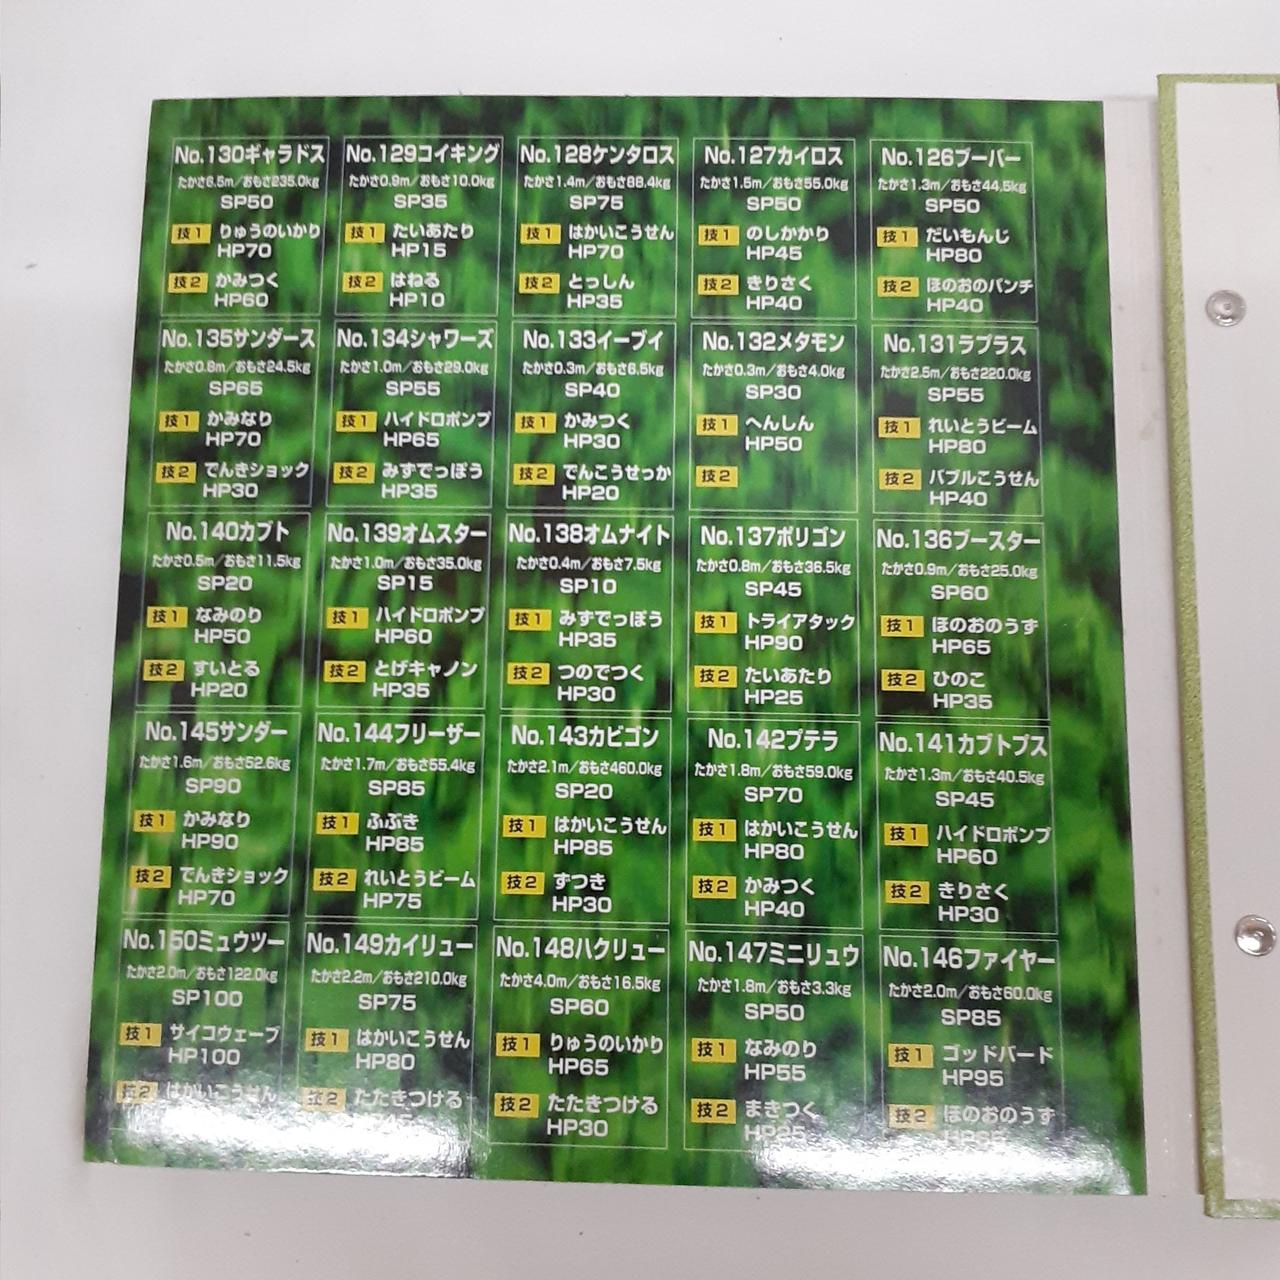 No.130ギャラドス
たかさ6.5m／おもさ235.0kg
SP50
技1 りゅうのいかり
HP70
技2 かみつく
HP60
No.129コイキング
たかさ0.9m／おもさ10.0kg
SP35
技1 たいあたり
HP15
技2 はねる
HP10
No.128ケンタロス
たかさ1.4m／おもさ88.4kg
SP75
技1 はかいこうせん
HP70
技2 とっしん
HP35
No.127カイロス
たかさ1.5m／おもさ55.0kg
SP50
技1 のしかかり
HP45
技2 きりさく
HP40
No.126ブーバー
たかさ1.3m／おもさ44.5kg
SP50
技1 だいもんじ
HP80
技2 ほのおのパンチ
HP40
No.135サンダース
たかさ0.8m／おもさ24.5kg
SP65
技1 かみなり
HP70
技2 でんきショック
HP30
No.134シャワーズ
たかさ1.0m／おもさ29.0kg
SP55
技1 ハイドロポンプ
HP65
技2 みずでっぽう
HP35
No.133イーブイ
たかさ0.3m／おもさ6.5kg
SP40
技1 かみつく
HP30
技2 でんこうせっか
HP20
No.132メタモン
たかさ0.3m／おもさ4.0kg
SP30
技1 へんしん
HP50
技2
No.131ラプラス
たかさ2.5m／おもさ220.0kg
SP55
技1 れいとうビーム
HP80
技2 バブルこうせん
HP40
No.140カブト
たかさ0.5m／おもさ11.5kg
SP20
技1 なみのり
HP50
技2 すいとる
HP20
No.139オムスター
たかさ1.0m／おもさ35.0kg
SP15
技1 ハイドロポンプ
HP60
技2 とげキャノン
HP35
No.138オムナイト
たかさ0.4m／おもさ7.5kg
SP10
技1 みずでっぽう
HP35
技2 つのでつく
HP30
No.137ポリゴン
たかさ0.8m／おもさ36.5kg
SP45
技1 トライアタック
HP90
技2 たいあたり
HP25
No.136ブースター
たかさ0.9m／おもさ25.0kg
SP60
技1 ほのおのうず
HP65
技2 ひのこ
HP35
No.145サンダー
たかさ1.6m／おもさ52.6kg
SP90
技1 かみなり
HP90
技2 でんきショック
HP70
No.144フリーザー
たかさ1.7m／おもさ55.4kg
SP85
技1 ふぶき
HP85
技2 れいとうビーム
HP75
No.143カビゴン
たかさ2.1m／おもさ460.0kg
SP20
技1 はかいこうせん
HP85
技2 ずつき
HP30
No.142プテラ
たかさ1.8m／おもさ59.0kg
SP70
技1 はかいこうせん
HP80
技2 かみつく
HP40
No.141カブトプス
たかさ1.3m／おもさ40.5kg
SP45
技1 ハイドロポンプ
HP60
技2 きりさく
HP30
No.150ミュウツー
たかさ2.0m／おもさ122.0kg
SP100
技1 サイコウェーブ
HP100
技2 はかいこうせん
No.149カイリュー
たかさ2.2m／おもさ210.0kg
SP75
技1 はかいこうせん
HP80
技2 たたきつける
No.148ハクリュー
たかさ4.0m／おもさ16.5kg
SP60
技1 りゅうのいかり
HP65
技2 たたきつける
HP30
No.147ミニリュウ
たかさ1.8m／おもさ3.3kg
SP50
技1 なみのり
HP55
技2 まきつく
HP25
No.146ファイヤー
たかさ2.0m／おもさ60.0kg
SP85
技1 ゴッドバード
HP95
技2 ほのおのうず